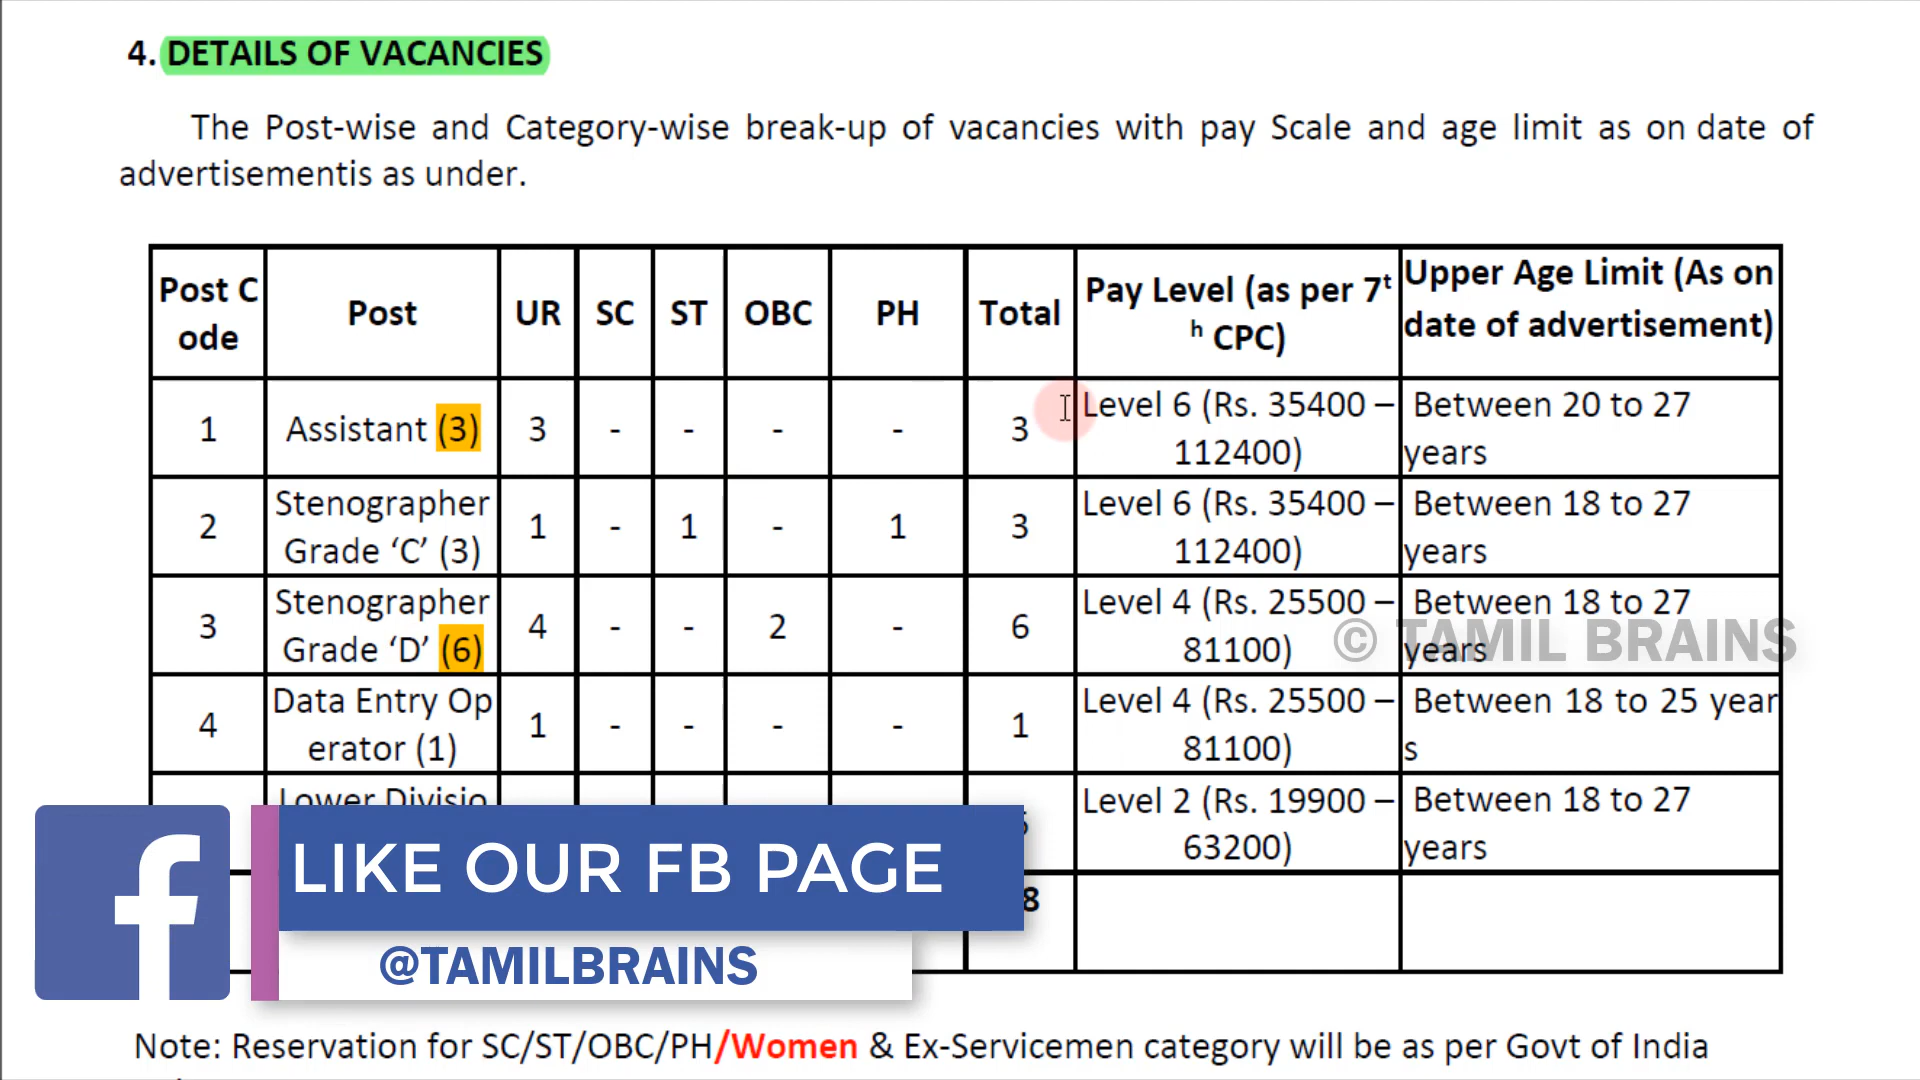 4. DETAILS OF VACANCIES
The Post-wise and Category-wise break-up of vacancies with pay Scale and age limit as on date of
advertisementis as under.
Post C
ode
Post
UR
SC
ST
OBC
PH
Total
Pay Level (as per 7t
h CPC)
Upper Age Limit (As on
date of advertisement)
1
Assistant (3)
3
-
-
-
-
3
Level 6 (Rs. 35400 –
112400)
Between 20 to 27
years
2
Stenographer
Grade ‘C’ (3)
1
-
1
-
1
3
Level 6 (Rs. 35400 –
112400)
Between 18 to 27
years
3
Stenographer
Grade ‘D’ (6)
4
-
-
2
-
6
Level 4 (Rs. 25500 –
81100)
Between 18 to 27
years
© TAMIL BRAINS
4
Data Entry Op
erator (1)
1
-
-
-
-
1
Level 4 (Rs. 25500 –
81100)
Between 18 to 25 year
s
Lower Divisio
Level 2 (Rs. 19900 –
63200)
Between 18 to 27
years
8
f
LIKE OUR FB PAGE
@TAMILBRAINS
Note: Reservation for SC/ST/OBC/PH/Women & Ex-Servicemen category will be as per Govt of India